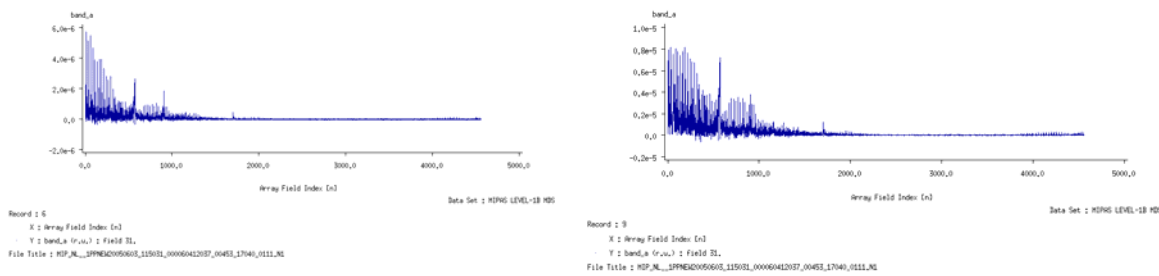 band_a
6.0e-6
4.0e-6
2.0e-6
0.0
-2.0e-6
0.0 1000.0 2000.0 3000.0 4000.0 5000.0
Array Field Index [n]
Data Set : MIPAS LEVEL-1B MDS
Record : 6
X : Array Field Index [n]
Y : band_a (r.u.) : Field 31.
File Title : MIP_NL__1PPNEW20050603_115031_000060412037_00453_17040_0111.N1
band_a
1.0e-5
0.8e-5
0.6e-5
0.4e-5
0.2e-5
0.0
-0.2e-5
0.0 1000.0 2000.0 3000.0 4000.0 5000.0
Array Field Index [n]
Data Set : MIPAS LEVEL-1B MD
Record : 9
X : Array Field Index [n]
Y : band_a (r.u.) : Field 31.
File Title : MIP_NL__1PPNEW20050603_115031_000060412037_00453_17040_0111.N1